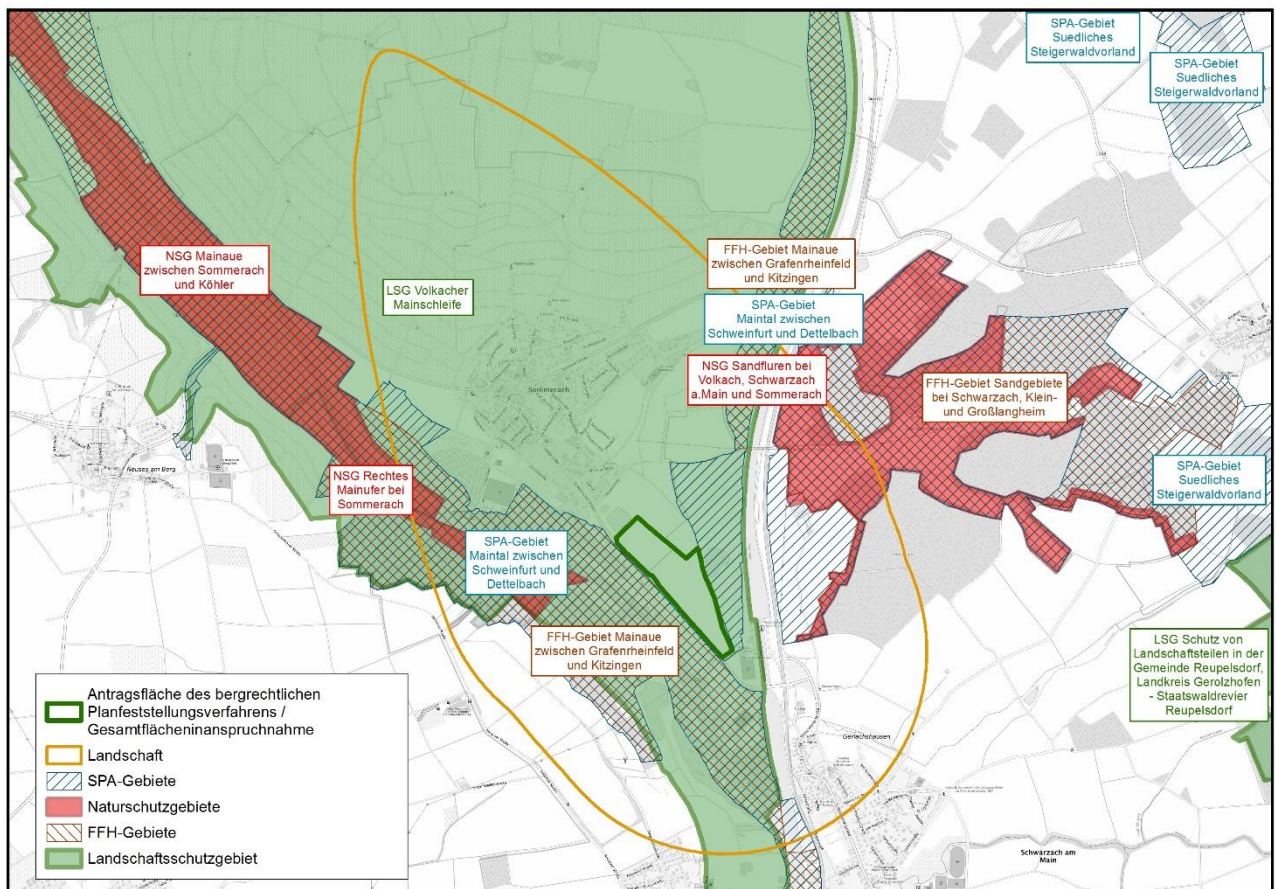 SPA-Gebiet
Suedliches
Steigerwaldvorland
SPA-Gebiet
Suedliches
Steigerwaldvorland
NSG Mainaue
zwischen Sommerach
und Köhler
LSG Volkacher
Mainschleife
FFH-Gebiet Mainaue
zwischen Grafenrheinfeld
und Kitzingen
SPA-Gebiet
Maintal zwischen
Schweinfurt und Dettelbach
NSG Sandfluren bei
Volkach, Schwarzach
a.Main und Sommerach
FFH-Gebiet Sandgebiete
bei Schwarzach, Klein-
und Großlangheim
Sommerach
Neuses am Berg
NSG Rechtes
Mainufer bei
Sommerach
SPA-Gebiet
Suedliches
Steigerwaldvorland
SPA-Gebiet
Maintal zwischen
Schweinfurt und
Dettelbach
FFH-Gebiet Mainaue
zwischen Grafenrheinfeld
und Kitzingen
LSG Schutz von
Landschaftsteilen in der
Gemeinde Reupelsdorf,
Landkreis Gerolzhofen
- Staatswaldrevier
Reupelsdorf
Gerlachshausen
Schwarzach am
Main
Antragsfläche des bergrechtlichen
Planfeststellungsverfahrens /
Gesamtflächeninanspruchnahme
Landschaft
SPA-Gebiete
Naturschutzgebiete
FFH-Gebiete
Landschaftsschutzgebiet